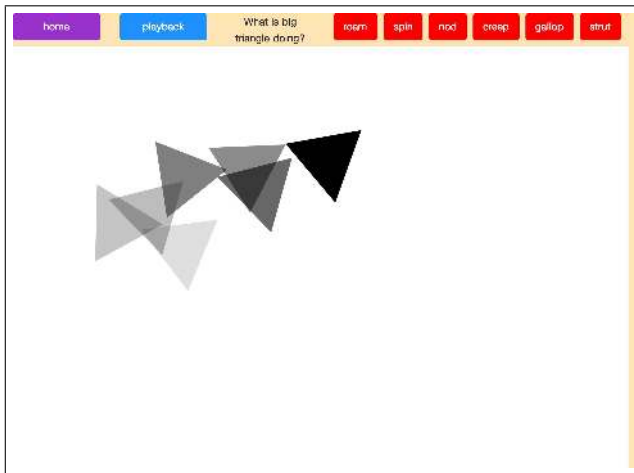 home
playback
What is big
triangle doing?
roam
spin
nod
creep
gallop
strut